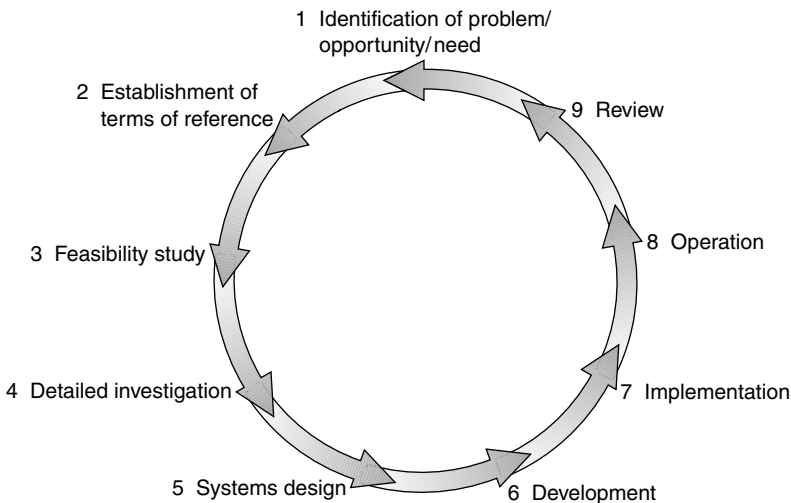 1 Identification of problem/
opportunity/need
2 Establishment of
terms of reference
3 Feasibility study
4 Detailed investigation
5 Systems design
6 Development
7 Implementation
8 Operation
9 Review